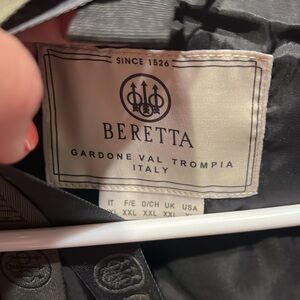 SINCE 1526
BERETTA
GARDONE VAL TROMPIA
ITALY
IT F/E D/CH UK USA
XXL XXL XXL